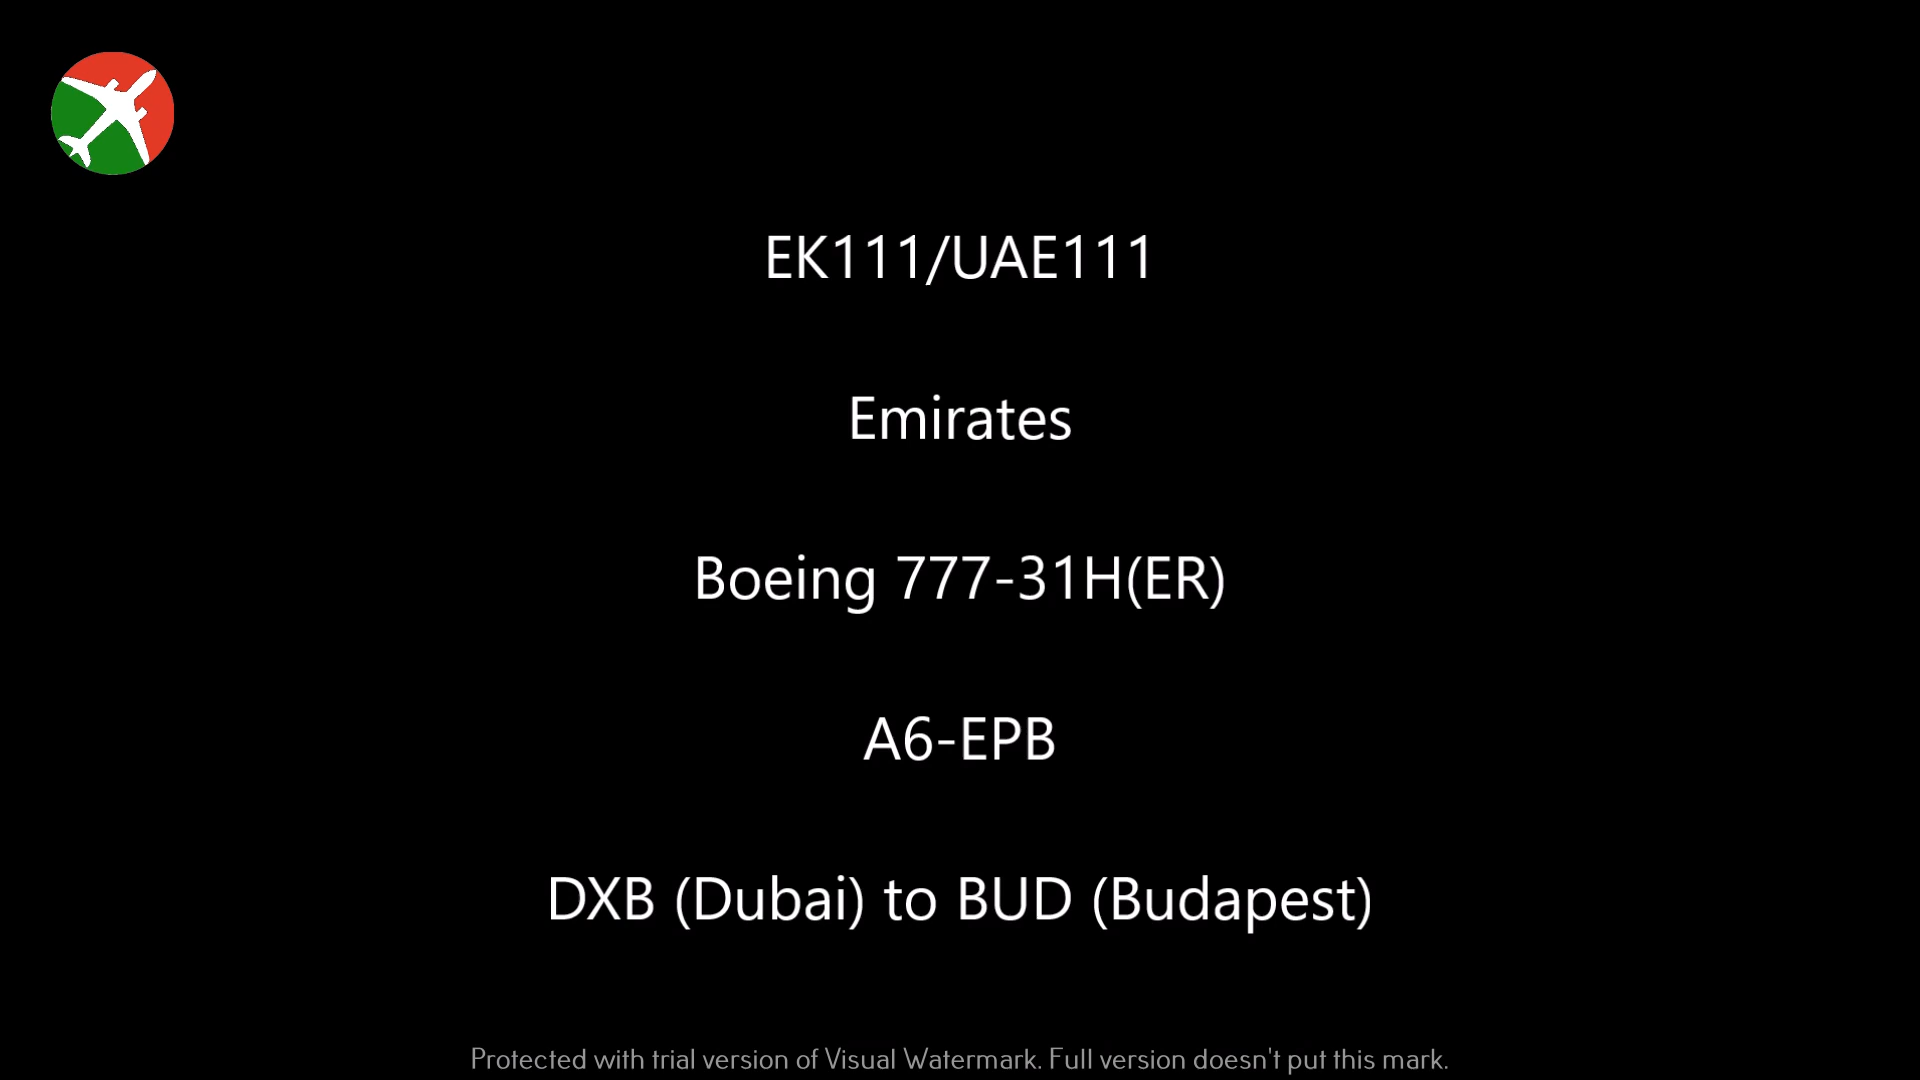 EK111/UAE111
Emirates
Boeing 777-31H(ER)
A6-EPB
DXB (Dubai) to BUD (Budapest)
Protected with trial version of Visual Watermark. Full version doesn't put this mark.